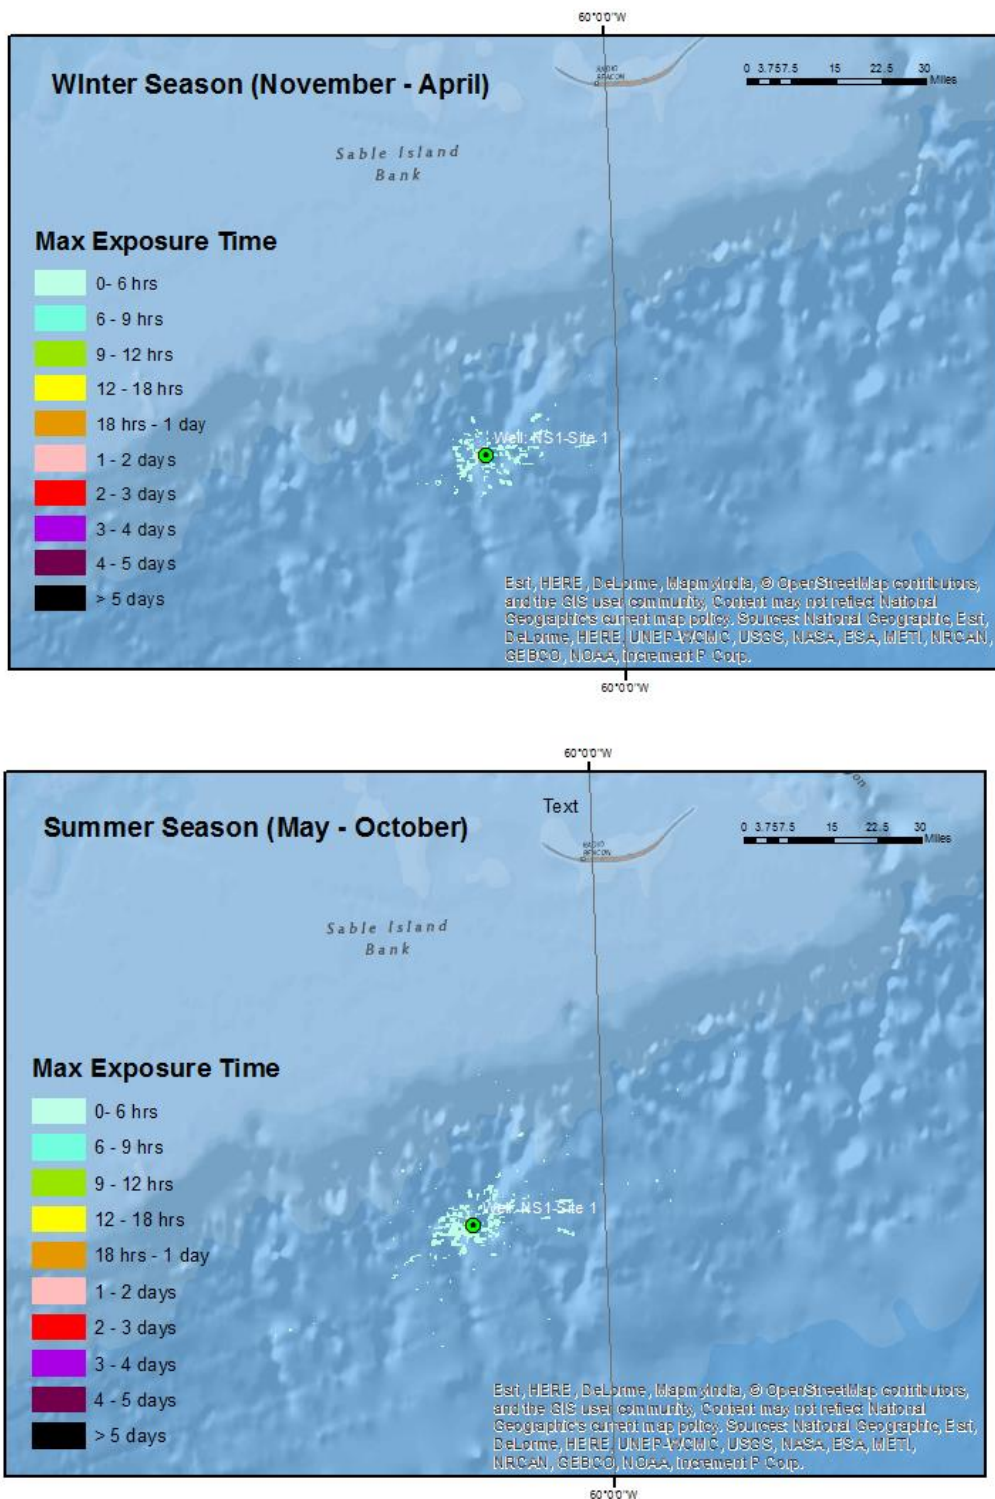 60°0'0"W
WInter Season (November - April)
0 3.757.5 15 22.5 30
Miles
RADIO
BEACON
Sable Island
Bank
Max Exposure Time
0- 6 hrs
6 - 9 hrs
9 - 12 hrs
12 - 18 hrs
18 hrs - 1 day
1 - 2 days
2 - 3 days
3 - 4 days
4 - 5 days
> 5 days
Well: NS1-Site 1
Esri, HERE, DeLorme, MapmyIndia, © OpenStreetMap contributors,
and the GIS user community, Content may not reflect National
Geographic's current map policy. Sources: National Geographic, Esri,
DeLorme, HERE, UNEP-WCMC, USGS, NASA, ESA, METI, NRCAN,
GEBCO, NOAA, increment P Corp.
60°0'0"W
60°0'0"W
Text
Summer Season (May - October)
0 3.757.5 15 22.5 30
Miles
RADIO
BEACON
Sable Island
Bank
Max Exposure Time
0- 6 hrs
6 - 9 hrs
9 - 12 hrs
12 - 18 hrs
18 hrs - 1 day
1 - 2 days
2 - 3 days
3 - 4 days
4 - 5 days
> 5 days
Well: NS1-Site 1
Esri, HERE, DeLorme, MapmyIndia, © OpenStreetMap contributors,
and the GIS user community, Content may not reflect National
Geographic's current map policy. Sources: National Geographic, Esri,
DeLorme, HERE, UNEP-WCMC, USGS, NASA, ESA, METI,
NRCAN, GEBCO, NOAA, increment P Corp.
60°0'0"W